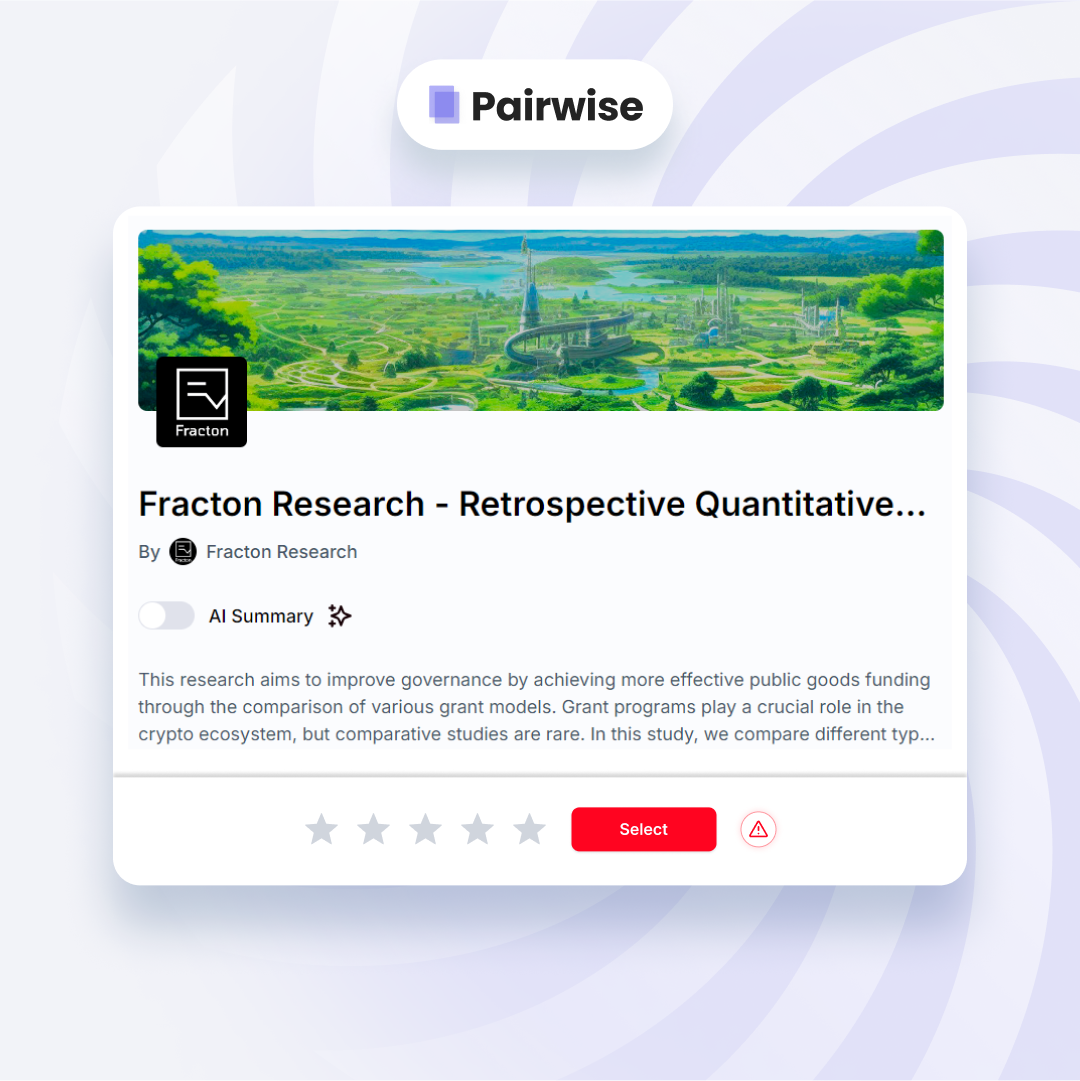 Pairwise
Fracton
Fracton Research - Retrospective Quantitative...
By Fracton Research
AI Summary
This research aims to improve governance by achieving more effective public goods funding
through the comparison of various grant models. Grant programs play a crucial role in the
crypto ecosystem, but comparative studies are rare. In this study, we compare different typ...
Select